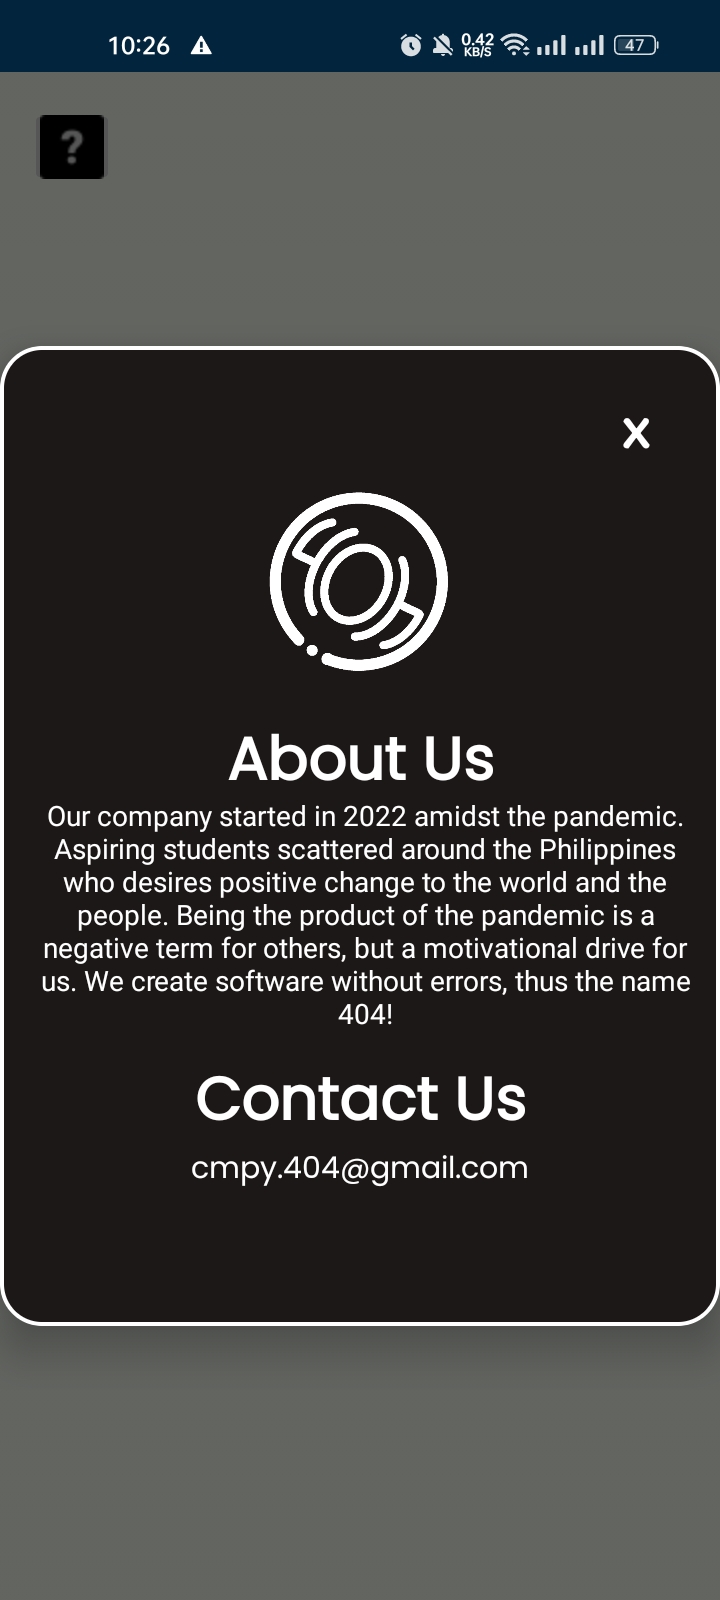 10:26
0.42
KB/S
47
?
X
About Us
Our company started in 2022 amidst the pandemic.
Aspiring students scattered around the Philippines
who desires positive change to the world and the
people. Being the product of the pandemic is a
negative term for others, but a motivational drive for
us. We create software without errors, thus the name
404!
Contact Us
cmpy.404@gmail.com